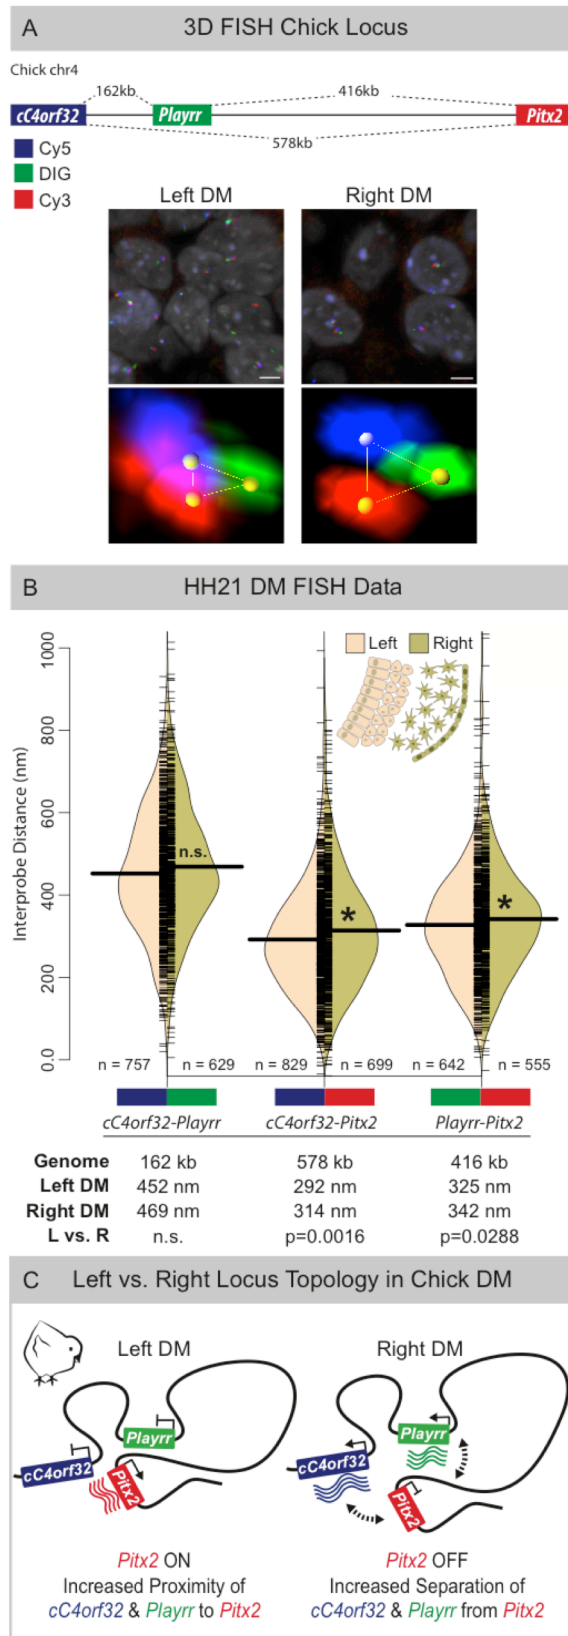 A 3D FISH Chick Locus
Chick chr4
162kb 416kb
cC4orf32 Playrr Pitx2
578kb
Cy5
DIG
Cy3
Left DM Right DM
B HH21 DM FISH Data
Left Right
Interprobe Distance (nm)
1000
800
600
400
200
0.0
n.s.
*
*
n = 757 n = 629 n = 829 n = 699 n = 642 n = 555
cC4orf32-Playrr cC4orf32-Pitx2 Playrr-Pitx2
Genome 162 kb 578 kb 416 kb
Left DM 452 nm 292 nm 325 nm
Right DM 469 nm 314 nm 342 nm
L vs. R n.s. p=0.0016 p=0.0288
C Left vs. Right Locus Topology in Chick DM
Left DM Right DM
Playrr Playrr
cC4orf32 cC4orf32
Pitx2 Pitx2
Pitx2 ON Pitx2 OFF
Increased Proximity of Increased Separation of
cC4orf32 & Playrr to Pitx2 cC4orf32 & Playrr from Pitx2